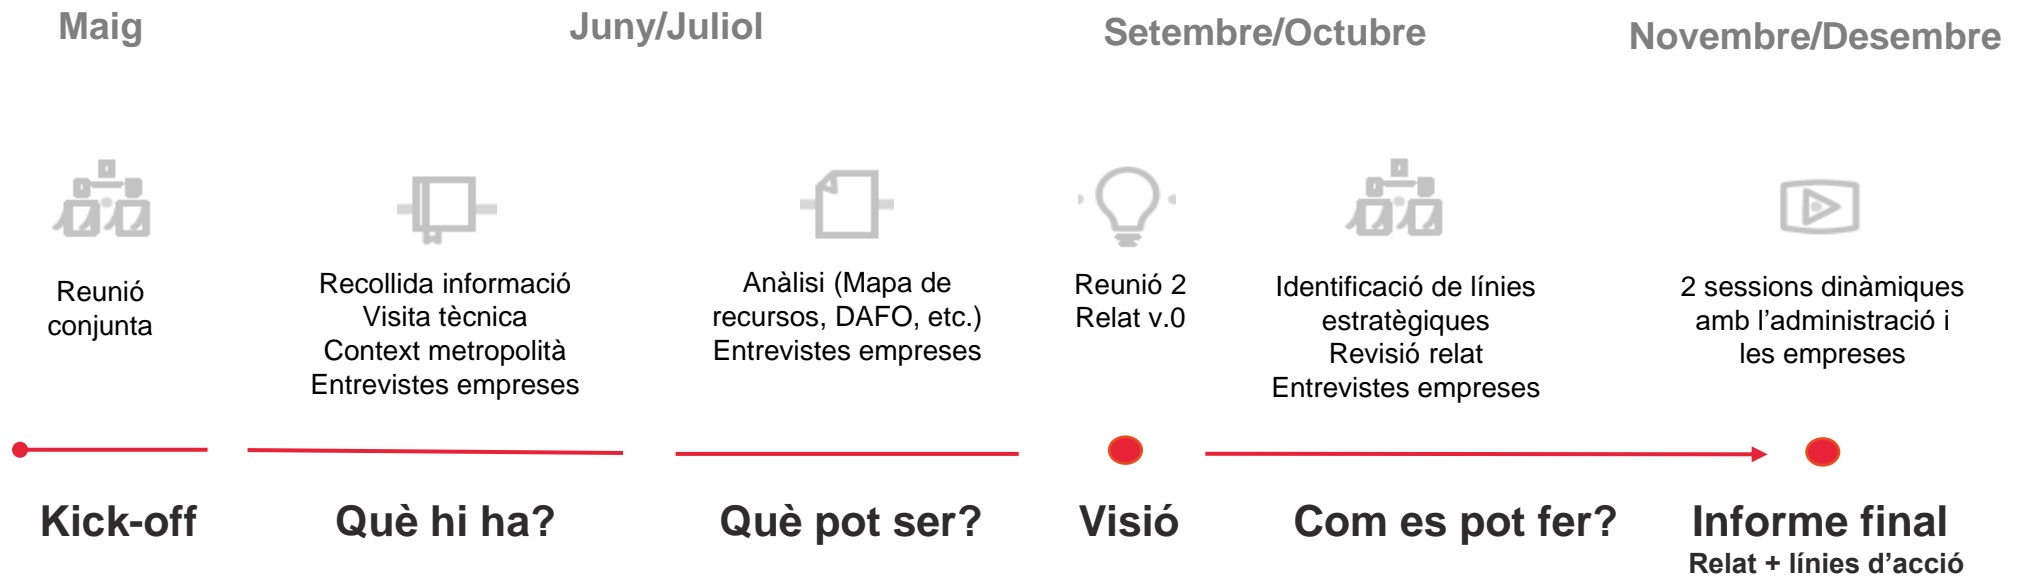 Maig
Juny/Juliol
Setembre/Octubre
Novembre/Desembre
Reunió
conjunta
Recollida informació
Visita tècnica
Context metropolità
Entrevistes empreses
Anàlisi (Mapa de
recursos, DAFO, etc.)
Entrevistes empreses
Reunió 2
Relat v.0
Identificació de línies
estratègiques
Revisió relat
Entrevistes empreses
2 sessions dinàmiques
amb l’administració i
les empreses
Kick-off
Què hi ha?
Què pot ser?
Visió
Com es pot fer?
Informe final
Relat + línies d’acció